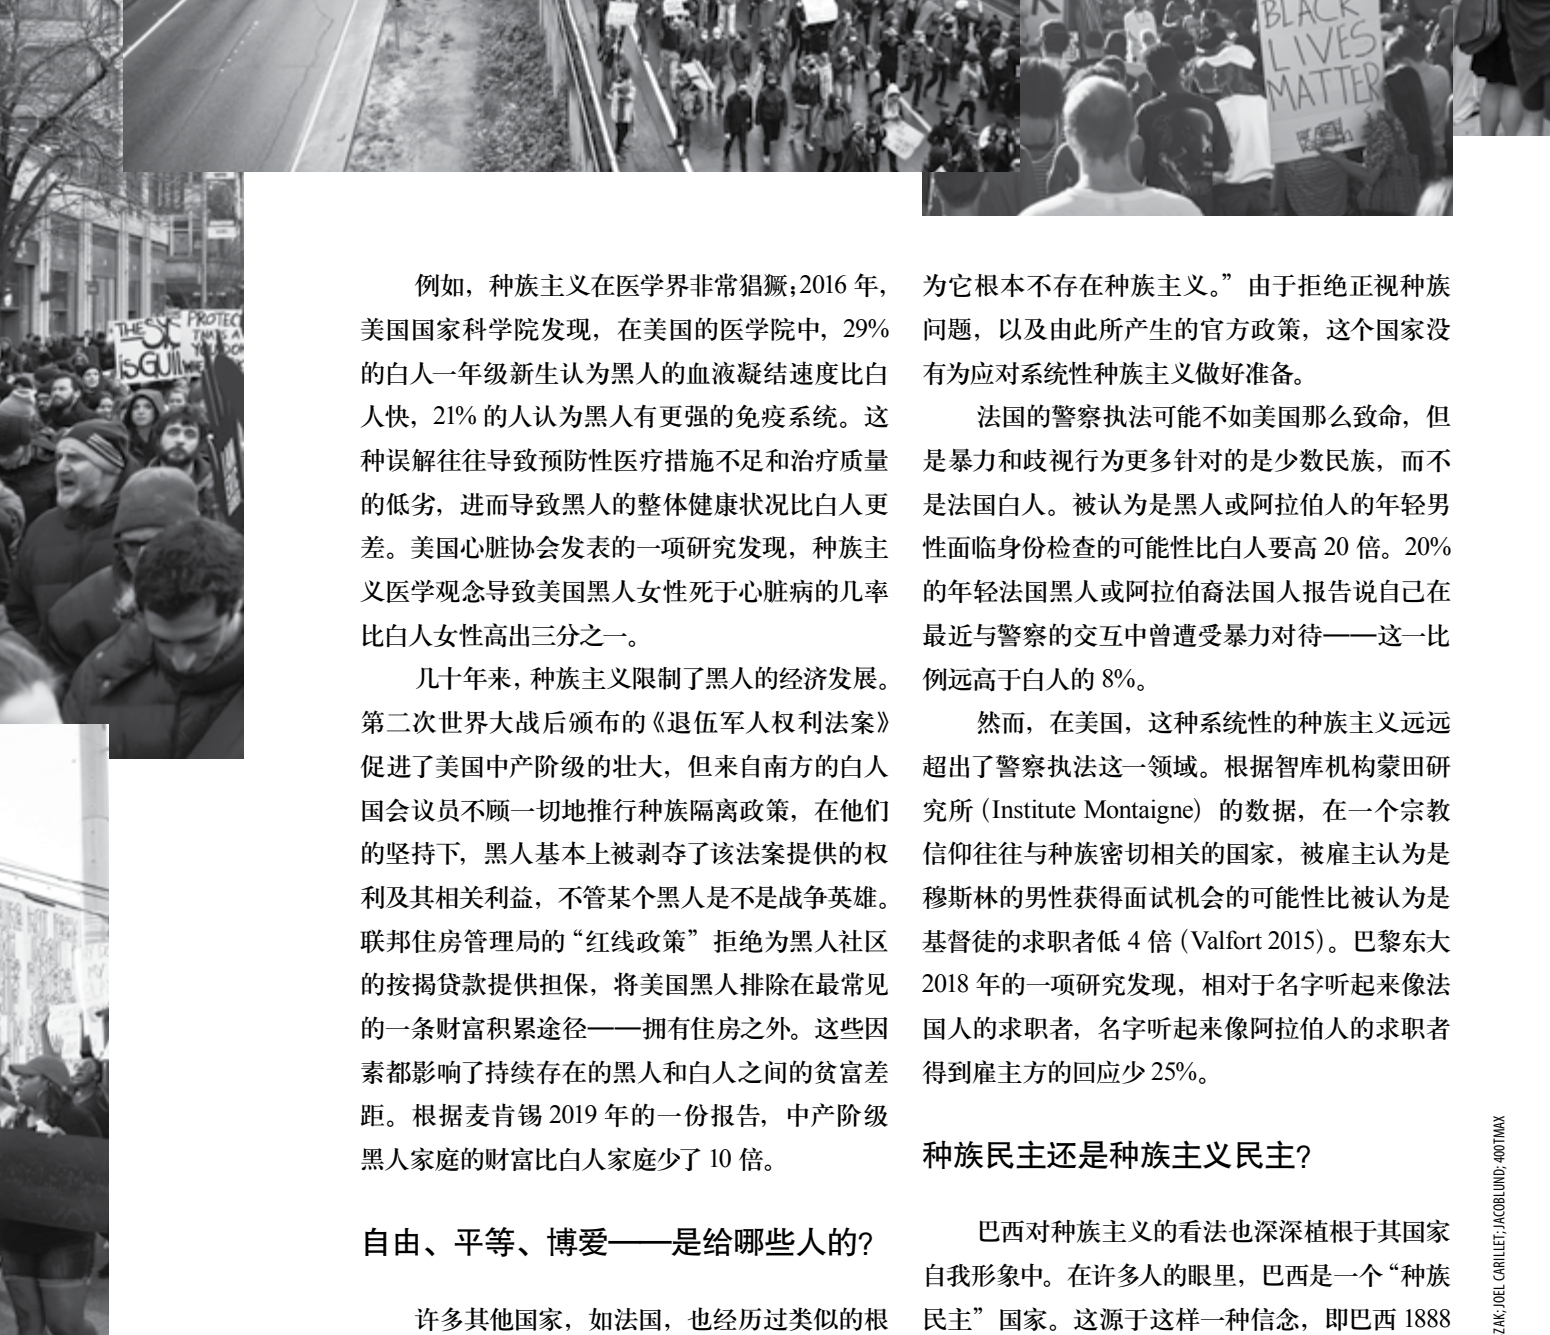 BLACK
LIVES
MATTER
PROTEC
THE
例如，种族主义在医学界非常猖獗；2016 年，
美国国家科学院发现，在美国的医学院中，29%
的白人一年级新生认为黑人的血液凝结速度比白
人快，21% 的人认为黑人有更强的免疫系统。这
种误解往往导致预防性医疗措施不足和治疗质量
的低劣，进而导致黑人的整体健康状况比白人更
差。美国心脏协会发表的一项研究发现，种族主
义医学观念导致美国黑人女性死于心脏病的几率
比白人女性高出三分之一。
几十年来，种族主义限制了黑人的经济发展。
第二次世界大战后颁布的《退伍军人权利法案》
促进了美国中产阶级的壮大，但来自南方的白人
国会议员不顾一切地推行种族隔离政策，在他们
的坚持下，黑人基本上被剥夺了该法案提供的权
利及其相关利益，不管某个黑人是不是战争英雄。
联邦住房管理局的“红线政策”拒绝为黑人社区
的按揭贷款提供担保，将美国黑人排除在最常见
的一条财富积累途径——拥有住房之外。这些因
素都影响了持续存在的黑人和白人之间的贫富差
距。根据麦肯锡 2019 年的一份报告，中产阶级
黑人家庭的财富比白人家庭少了 10 倍。
自由、平等、博爱——是给哪些人的？
许多其他国家，如法国，也经历过类似的根
为它根本不存在种族主义。”由于拒绝正视种族
问题，以及由此所产生的官方政策，这个国家没
有为应对系统性种族主义做好准备。
法国的警察执法可能不如美国那么致命，但
是暴力和歧视行为更多针对的是少数民族，而不
是法国白人。被认为是黑人或阿拉伯人的年轻男
性面临身份检查的可能性比白人要高 20 倍。20%
的年轻法国黑人或阿拉伯裔法国人报告说自己在
最近与警察的交互中曾遭受暴力对待——这一比
例远高于白人的 8%。
然而，在美国，这种系统性的种族主义远远
超出了警察执法这一领域。根据智库机构蒙田研
究所（Institute Montaigne）的数据，在一个宗教
信仰往往与种族密切相关的国家，被雇主认为是
穆斯林的男性获得面试机会的可能性比被认为是
基督徒的求职者低 4 倍（Valfort 2015）。巴黎东大
2018 年的一项研究发现，相对于名字听起来像法
国人的求职者，名字听起来像阿拉伯人的求职者
得到雇主方的回应少 25%。
种族民主还是种族主义民主？
巴西对种族主义的看法也深深植根于其国家
自我形象中。在许多人的眼里，巴西是一个“种族
民主”国家。这源于这样一种信念，即巴西 1888
ZAK; JOEL CARILLET; JACOBLUND; 400TMAX